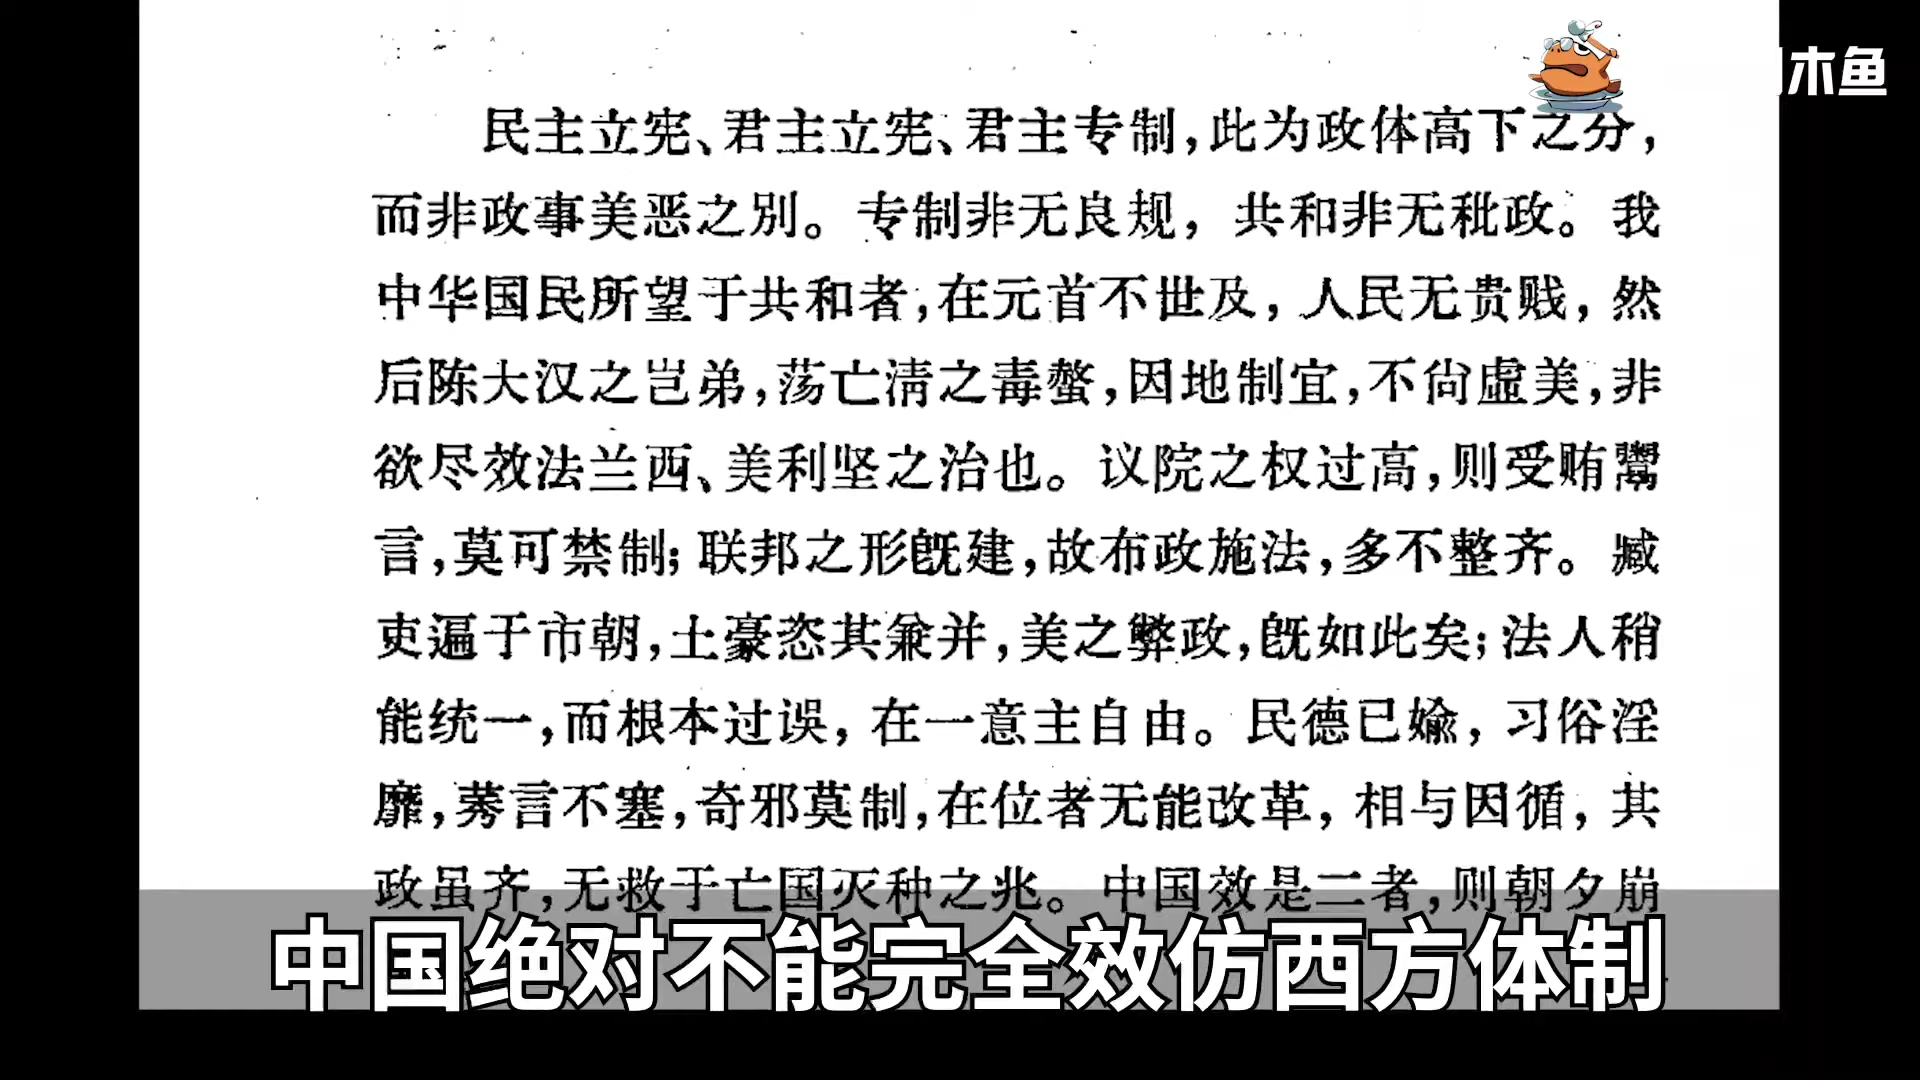 木鱼
民主立宪、君主立宪、君主专制，此为政体高下之分，
而非政事美恶之别。专制非无良规，共和非无秕政。我
中华国民所望于共和者，在元首不世及，人民无贵贱，然
后陈大汉之岂弟，荡亡清之毒螫，因地制宜，不尚虚美，非
欲尽效法兰西、美利坚之治也。议院之权过高，则受贿鬻
言，莫可禁制；联邦之形既建，故布政施法，多不整齐。臧
吏遍于市朝，土豪恣其兼并，美之弊政，既如此矣；法人稍
能统一，而根本过误，在一意主自由。民德已媮，习俗淫
靡，莠言不塞，奇邪莫制，在位者无能改革，相与因循，其
政虽齐，无救于亡国灭种之兆。中国效是二者，则朝夕崩
中国绝对不能完全效仿西方体制